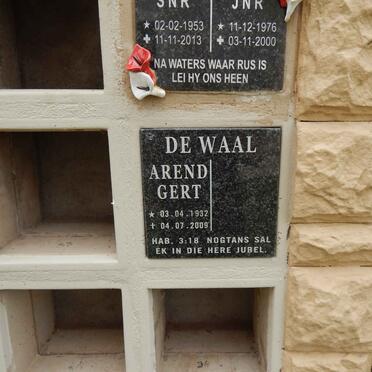 SNR JNR
* 02-02-1953 * 11-12-1976
✚ 11-11-2013 ✚ 03-11-2000
NA WATERS WAAR RUS IS
LEI HY ONS HEEN
DE WAAL
AREND
GERT
★ 03.04.1932
+ 04.07.2009
HAB. 3:18 NOGTANS SAL
EK IN DIE HERE JUBEL.